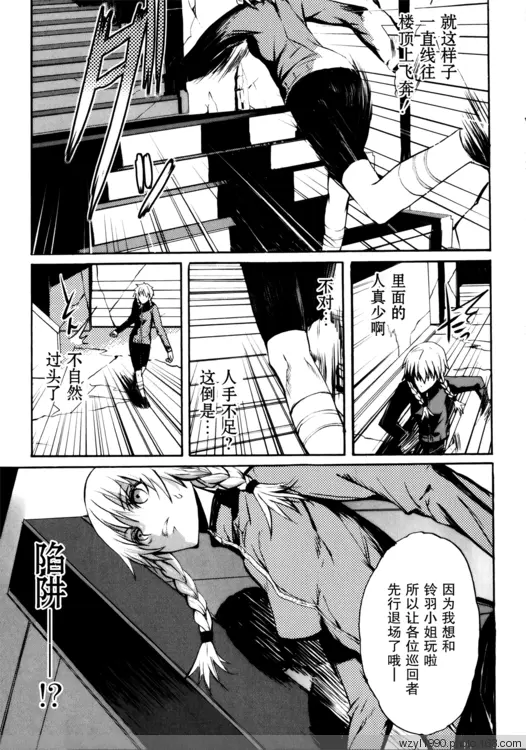 就这样子
一直线往
楼顶上飞奔!
里面的
人真少啊
不对…
人手不足?
这倒是…
不自然
过头了
因为我想和
铃羽小姐玩啦
所以让各位巡回者
先行退场了哦—
陷阱——!?